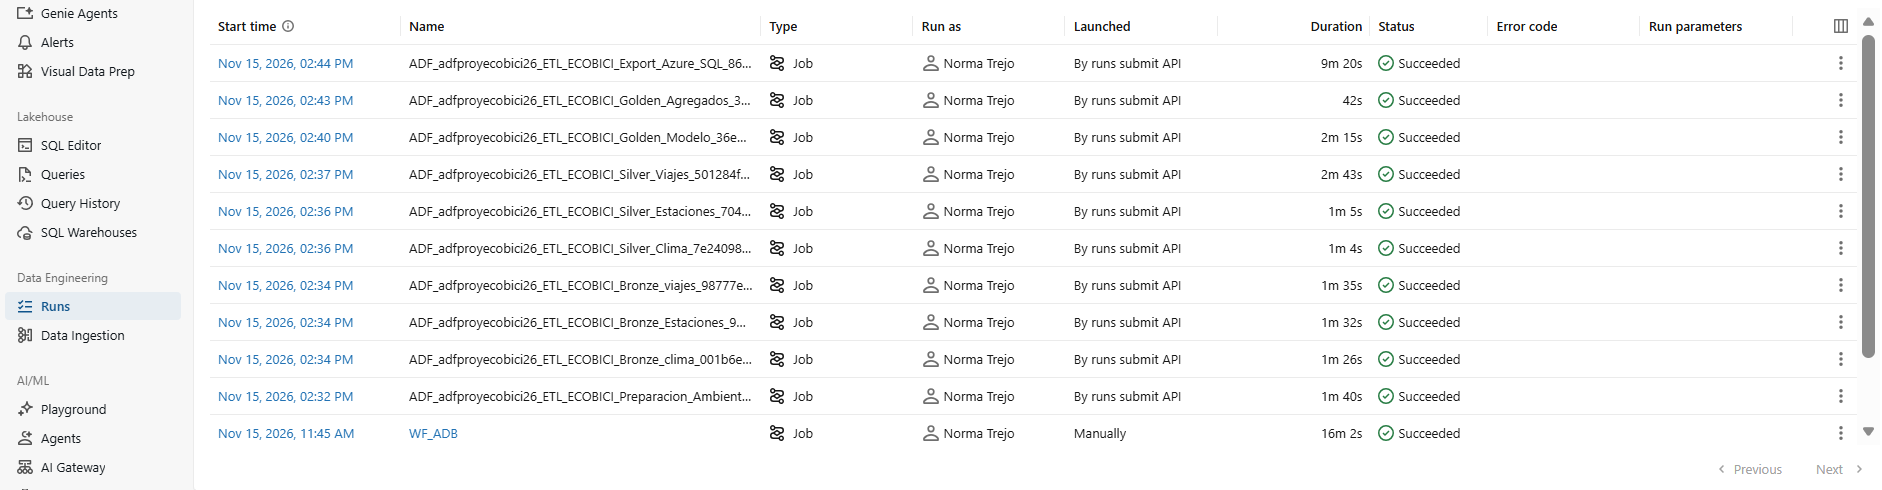 Genie Agents
Alerts
Visual Data Prep
Lakehouse
SQL Editor
Queries
Query History
SQL Warehouses
Data Engineering
Runs
Data Ingestion
AI/ML
Playground
Agents
AI Gateway
Start time Name Type Run as Launched Duration Status Error code Run parameters
Nov 15, 2026, 02:44 PM ADF_adfproyecobici26_ETL_ECOBICI_Export_Azure_SQL_86... Job Norma Trejo By runs submit API 9m 20s Succeeded
Nov 15, 2026, 02:43 PM ADF_adfproyecobici26_ETL_ECOBICI_Golden_Agregados_3... Job Norma Trejo By runs submit API 42s Succeeded
Nov 15, 2026, 02:40 PM ADF_adfproyecobici26_ETL_ECOBICI_Golden_Modelo_36e... Job Norma Trejo By runs submit API 2m 15s Succeeded
Nov 15, 2026, 02:37 PM ADF_adfproyecobici26_ETL_ECOBICI_Silver_Viajes_501284f... Job Norma Trejo By runs submit API 2m 43s Succeeded
Nov 15, 2026, 02:36 PM ADF_adfproyecobici26_ETL_ECOBICI_Silver_Estaciones_704... Job Norma Trejo By runs submit API 1m 5s Succeeded
Nov 15, 2026, 02:36 PM ADF_adfproyecobici26_ETL_ECOBICI_Silver_Clima_7e24098... Job Norma Trejo By runs submit API 1m 4s Succeeded
Nov 15, 2026, 02:34 PM ADF_adfproyecobici26_ETL_ECOBICI_Bronze_viajes_98777e... Job Norma Trejo By runs submit API 1m 35s Succeeded
Nov 15, 2026, 02:34 PM ADF_adfproyecobici26_ETL_ECOBICI_Bronze_Estaciones_9... Job Norma Trejo By runs submit API 1m 32s Succeeded
Nov 15, 2026, 02:34 PM ADF_adfproyecobici26_ETL_ECOBICI_Bronze_clima_001b6e... Job Norma Trejo By runs submit API 1m 26s Succeeded
Nov 15, 2026, 02:32 PM ADF_adfproyecobici26_ETL_ECOBICI_Preparacion_Ambient... Job Norma Trejo By runs submit API 1m 40s Succeeded
Nov 15, 2026, 11:45 AM WF_ADB Job Norma Trejo Manually 16m 2s Succeeded
Previous Next